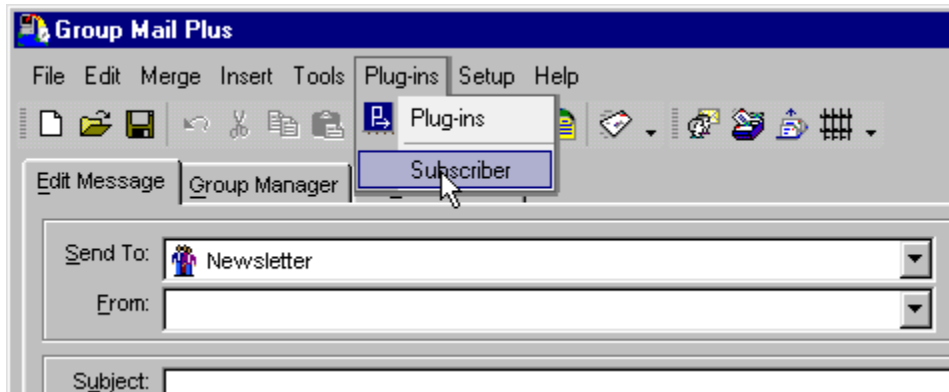 Group Mail Plus
File Edit Merge Insert Tools Plug-ins Setup Help
Plug-ins
Subscriber
Edit Message Group Manager
Send To: Newsletter
From:
Subject: